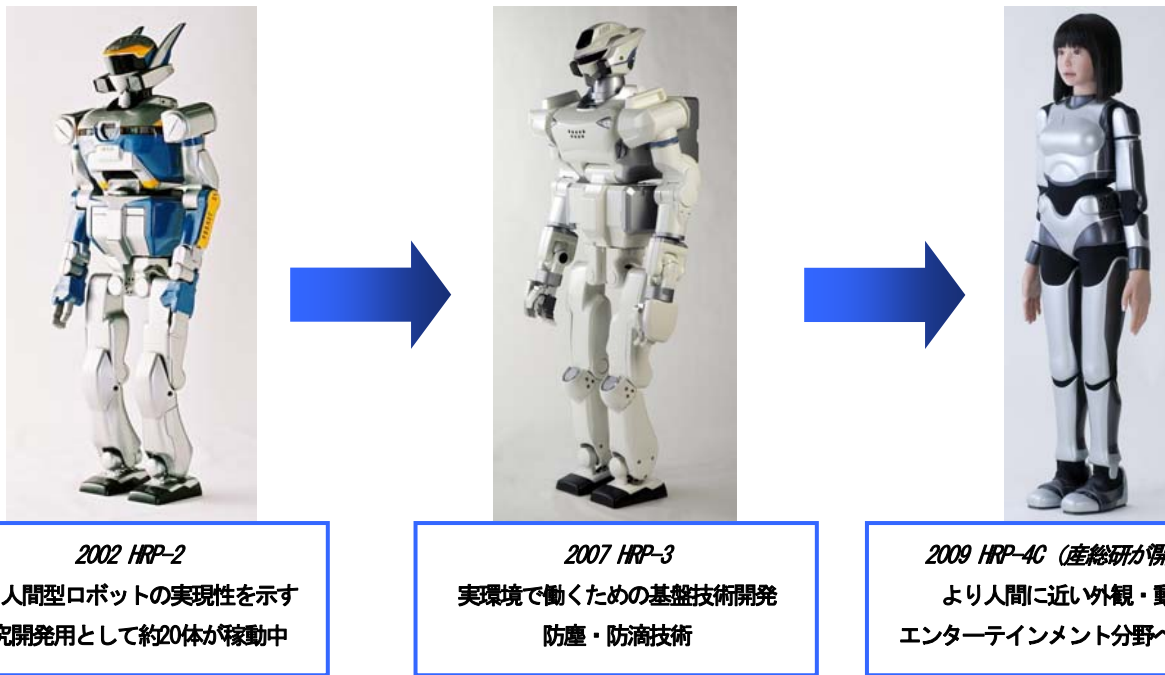 2002 HRP-2
人間型ロボットの実現性を示す
究開発用として約20体が稼動中
2007 HRP-3
実環境で働くための基盤技術開発
防塵・防滴技術
2009 HRP-4C（産総研が開
より人間に近い外観・動
エンターテインメント分野へ